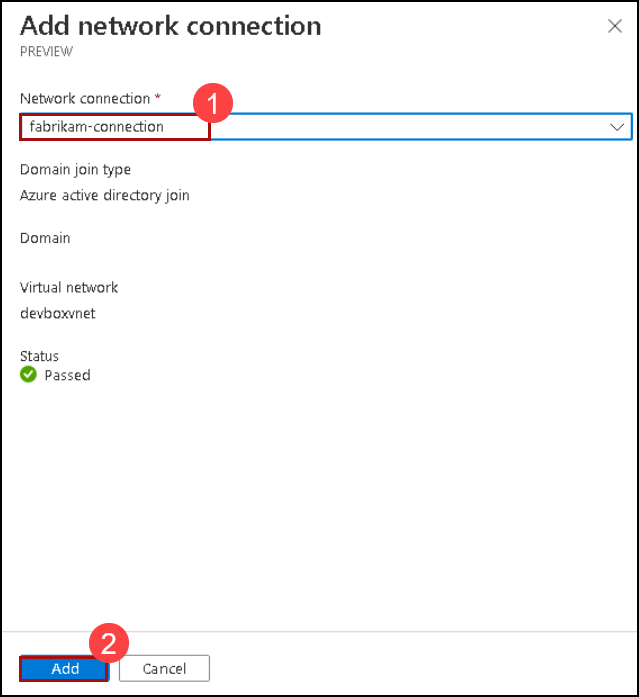 Add network connection
PREVIEW
Network connection *
1
fabrikam-connection
Domain join type
Azure active directory join
Domain
Virtual network
devboxvnet
Status
Passed
2
Add
Cancel